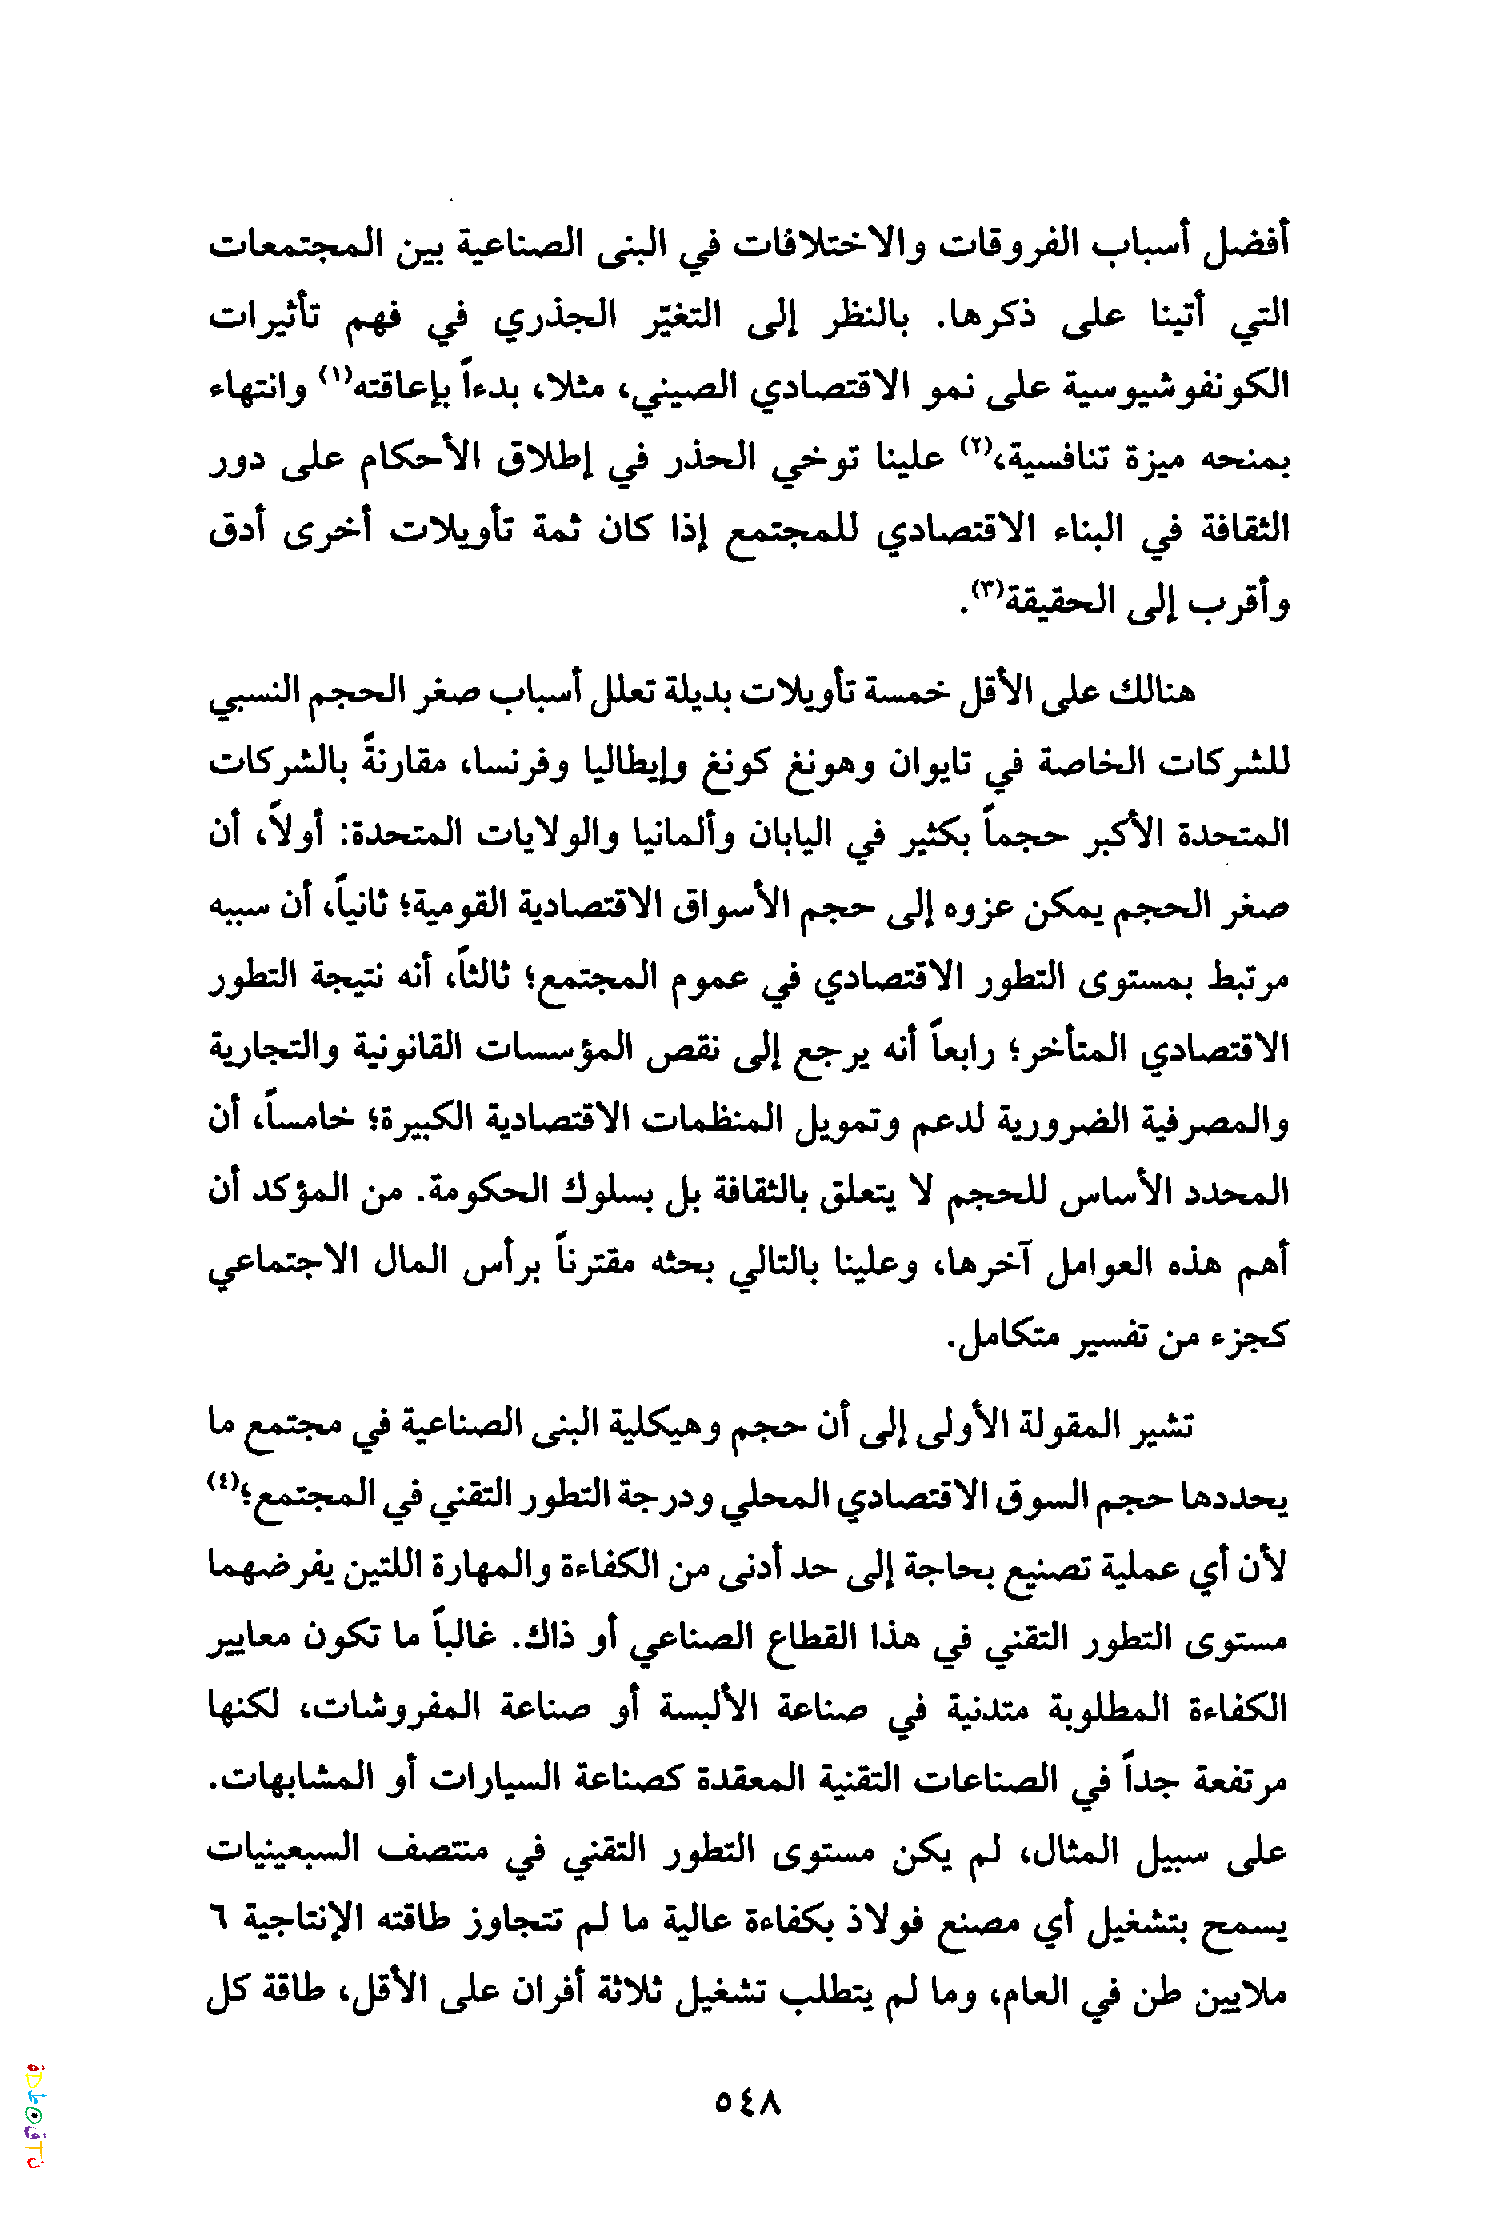 أفضل أسباب الفروقات والاختلافات في البنى الصناعية بين المجتمعات
التي أتينا على ذكرها. بالنظر إلى التغيّر الجذري في فهم تأثيرات
الكونفوشيوسية على نمو الاقتصادي الصيني، مثلاً، بدءاً بإعاقته(١) وانتهاء
بمنحه ميزة تنافسية،(٢) علينا توخي الحذر في إطلاق الأحكام على دور
الثقافة في البناء الاقتصادي للمجتمع إذا كان ثمة تأويلات أخرى أدق
وأقرب إلى الحقيقة(٣).
هنالك على الأقل خمسة تأويلات بديلة تعلل أسباب صغر الحجم النسبي
للشركات الخاصة في تايوان وهونغ كونغ وإيطاليا وفرنسا، مقارنةً بالشركات
المتحدة الأكبر حجماً بكثير في اليابان وألمانيا والولايات المتحدة: أولاً، أن
صغر الحجم يمكن عزوه إلى حجم الأسواق الاقتصادية القومية؛ ثانياً، أن سببه
مرتبط بمستوى التطور الاقتصادي في عموم المجتمع؛ ثالثاً، أنه نتيجة التطور
الاقتصادي المتأخر؛ رابعاً أنه يرجع إلى نقص المؤسسات القانونية والتجارية
والمصرفية الضرورية لدعم وتمويل المنظمات الاقتصادية الكبيرة؛ خامساً، أن
المحدد الأساس للحجم لا يتعلق بالثقافة بل بسلوك الحكومة. من المؤكد أن
أهم هذه العوامل آخرها، وعلينا بالتالي بحثه مقترناً برأس المال الاجتماعي
كجزء من تفسير متكامل.
تشير المقولة الأولى إلى أن حجم وهيكلية البنى الصناعية في مجتمع ما
يحددها حجم السوق الاقتصادي المحلي ودرجة التطور التقني في المجتمع؛(٤)
لأن أي عملية تصنيع بحاجة إلى حد أدنى من الكفاءة والمهارة اللتين يفرضهما
مستوى التطور التقني في هذا القطاع الصناعي أو ذاك. غالباً ما تكون معايير
الكفاءة المطلوبة متدنية في صناعة الألبسة أو صناعة المفروشات، لكنها
مرتفعة جداً في الصناعات التقنية المعقدة كصناعة السيارات أو المشابهات.
على سبيل المثال، لم يكن مستوى التطور التقني في منتصف السبعينيات
يسمح بتشغيل أي مصنع فولاذ بكفاءة عالية ما لم تتجاوز طاقته الإنتاجية ٦
ملايين طن في العام، وما لم يتطلب تشغيل ثلاثة أفران على الأقل، طاقة كل
٥٤٨